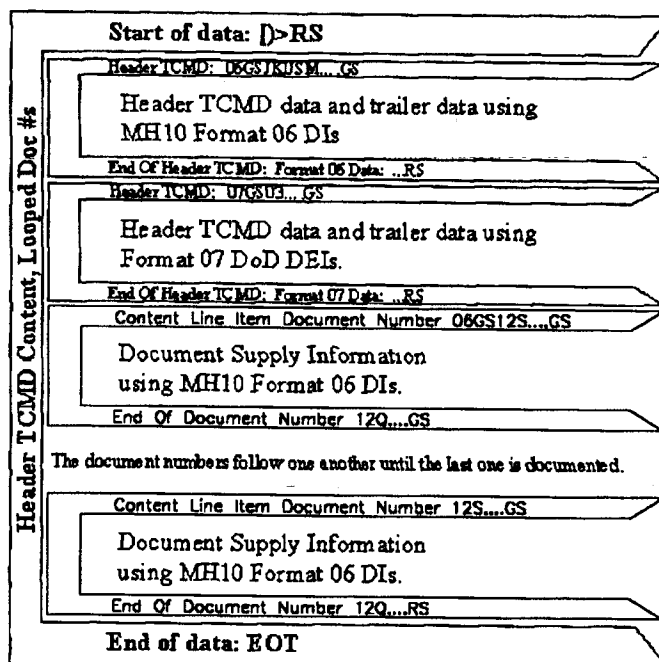 Start of data: [)>RS
Header TCMD: 06GSJKUSM....GS
Header TCMD data and trailer data using
MH10 Format 06 DIs
End Of Header TCMD: Format 06 Data: ...RS
Header TCMD: 07GS03...GS
Header TCMD data and trailer data using
Format 07 DoD DEIs.
End Of Header TCMD: Format 07 Data: ...RS
Content Line Item Document Number 06GS12S....GS
Document Supply Information
using MH10 Format 06 DIs.
End Of Document Number 12Q....GS
The document numbers follow one another until the last one is documented.
Content Line Item Document Number 12S....GS
Document Supply Information
using MH10 Format 06 DIs.
End Of Document Number 12Q....RS
End of data: EOT
Header TCMD Content, Looped Doc #s